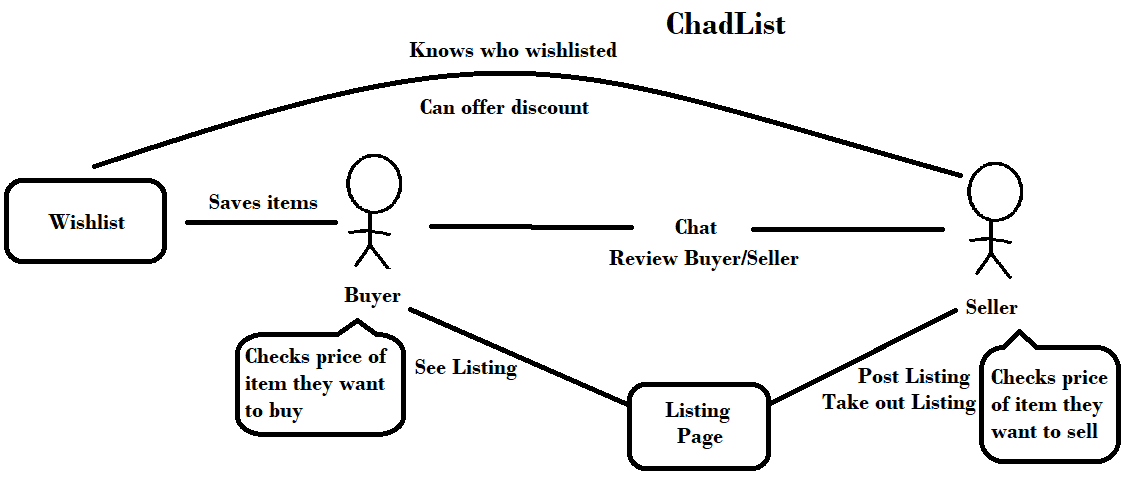 ChadList
Knows who wishlisted
Can offer discount
Wishlist
Saves items
Chat
Review Buyer/Seller
Buyer
Seller
Checks price of
item they want
to buy
See Listing
Listing
Page
Post Listing
Take out Listing
Checks price
of item they
want to sell